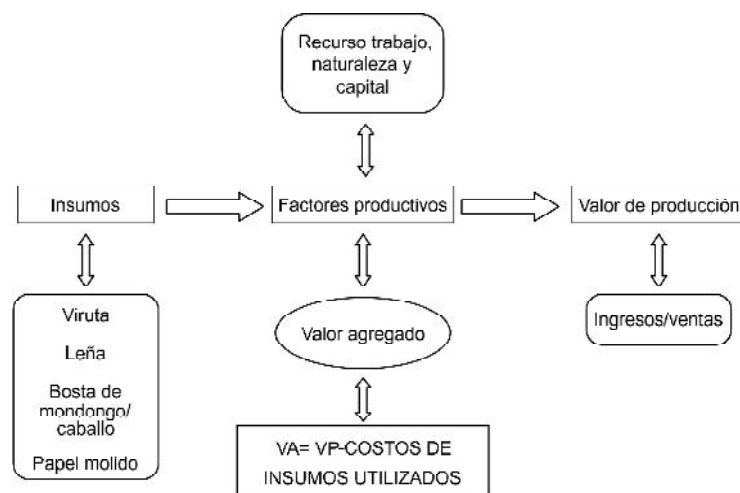 Recurso trabajo,
naturaleza y
capital
Insumos
Factores productivos
Valor de producción
Viruta
Leña
Bosta de
mondongo/
caballo
Papel molido
Valor agregado
Ingresos/ventas
VA= VP-COSTOS DE
INSUMOS UTILIZADOS